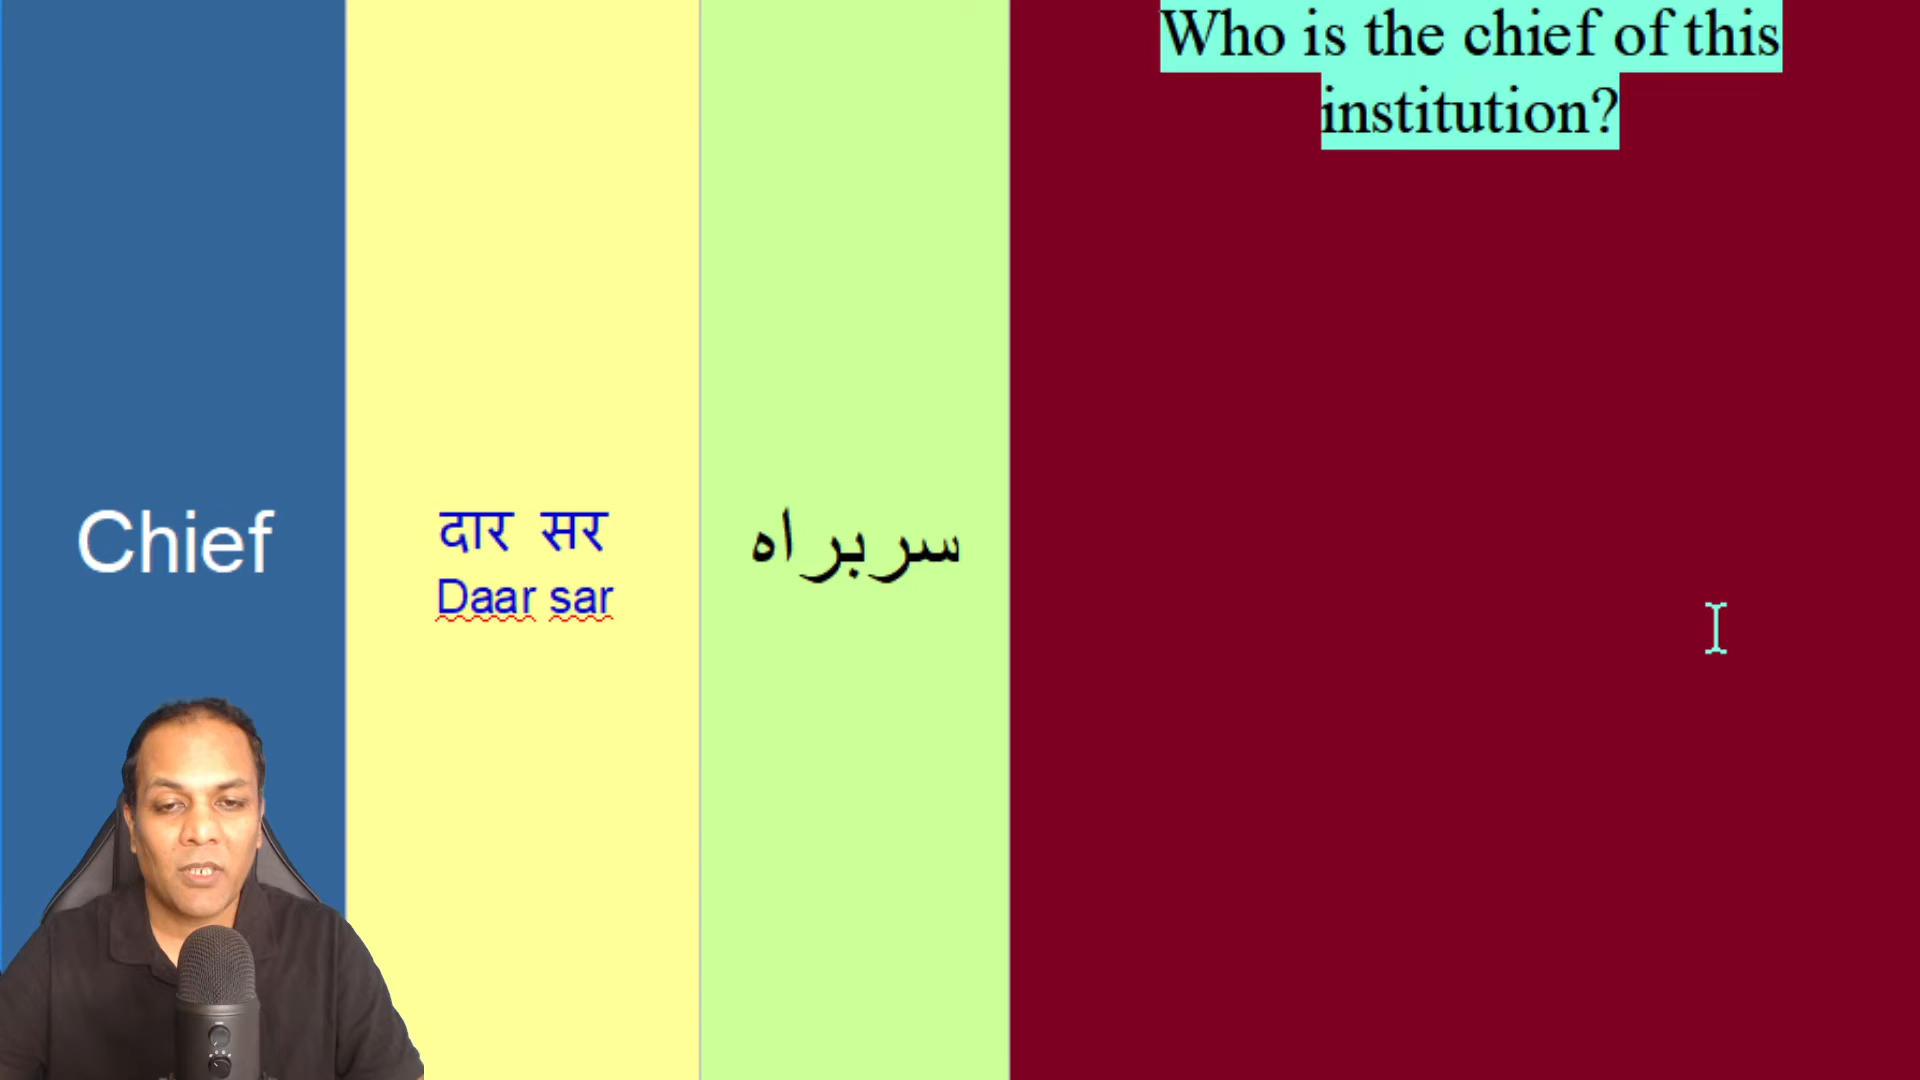 Who is the chief of this
institution?
Chief
दार सर
Daar sar
سربراہ